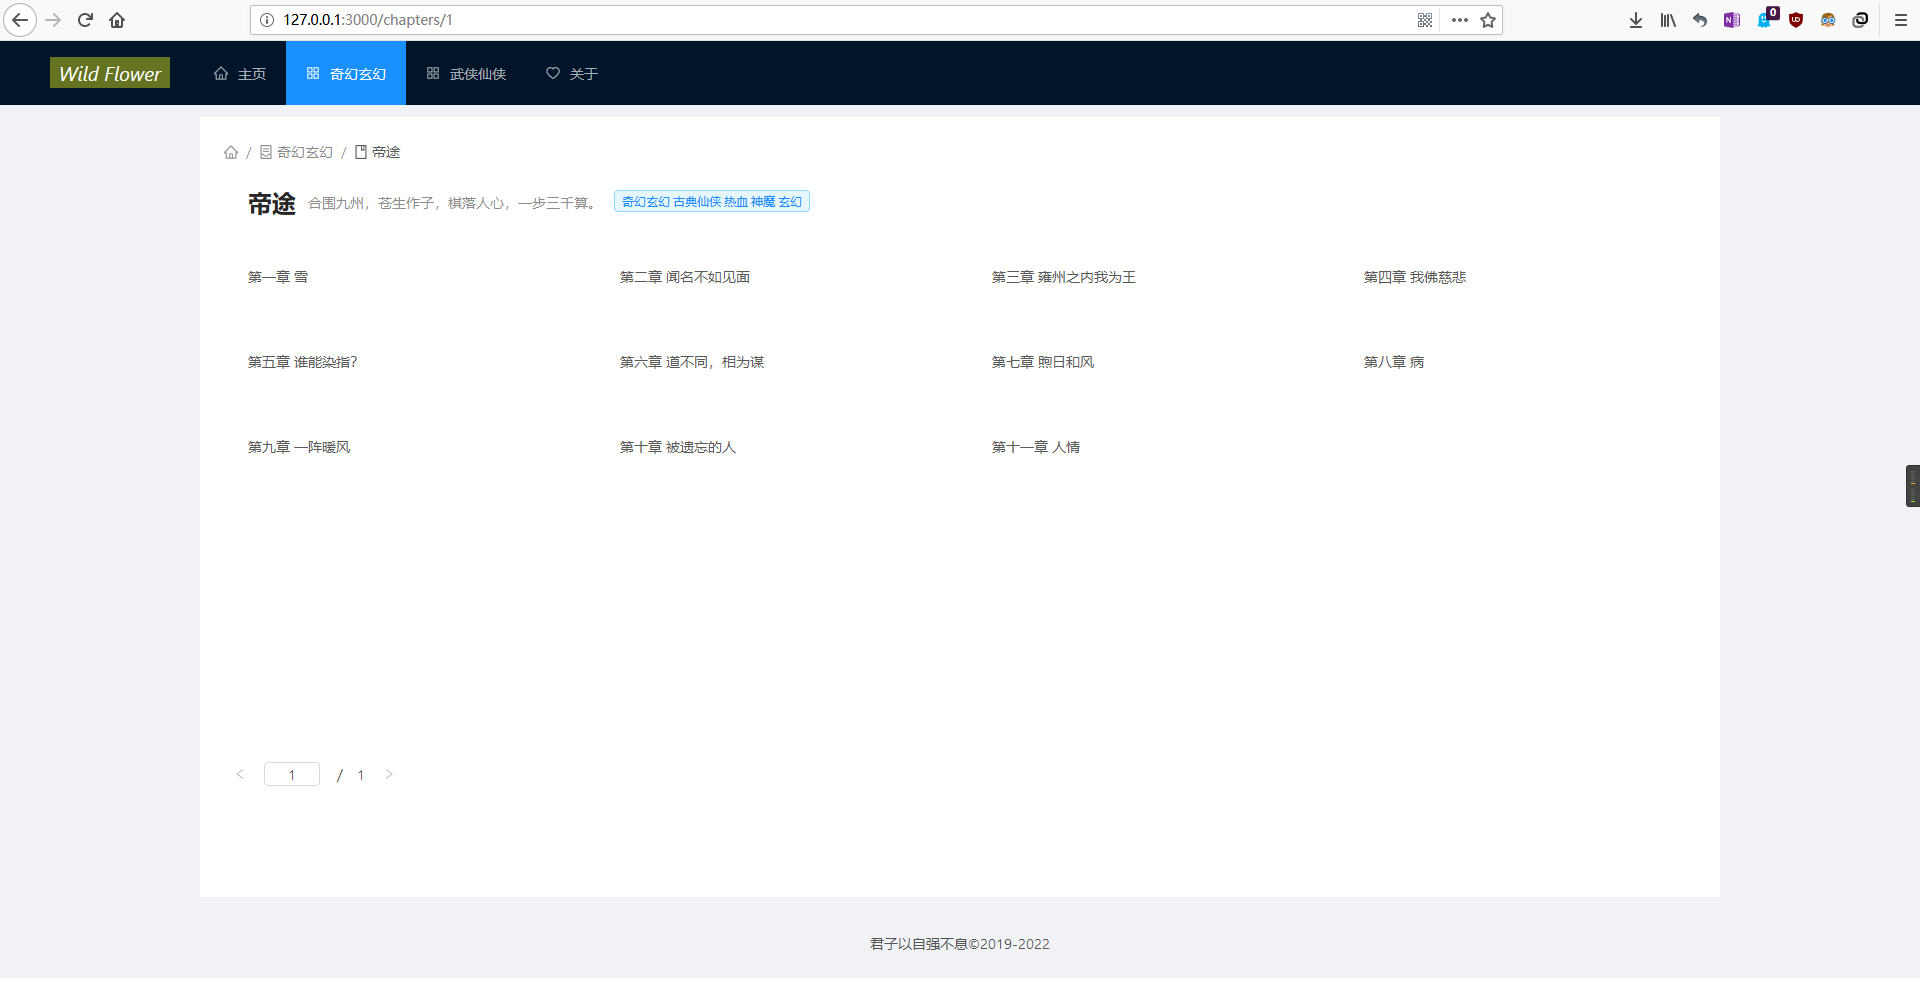 127.0.0.1:3000/chapters/1
0
Wild Flower 主页 奇幻玄幻 武侠仙侠 关于
/ 奇幻玄幻 / 帝途
帝途 合围九州，苍生作子，棋落人心，一步三千算。 奇幻玄幻 古典仙侠 热血 神魔 玄幻
第一章 雪 第二章 闻名不如见面 第三章 雍州之内我为王 第四章 我佛慈悲
第五章 谁能染指？ 第六章 道不同，相为谋 第七章 煦日和风 第八章 病
第九章 一阵暖风 第十章 被遗忘的人 第十一章 人情
< 1 / 1 >
君子以自强不息©2019-2022